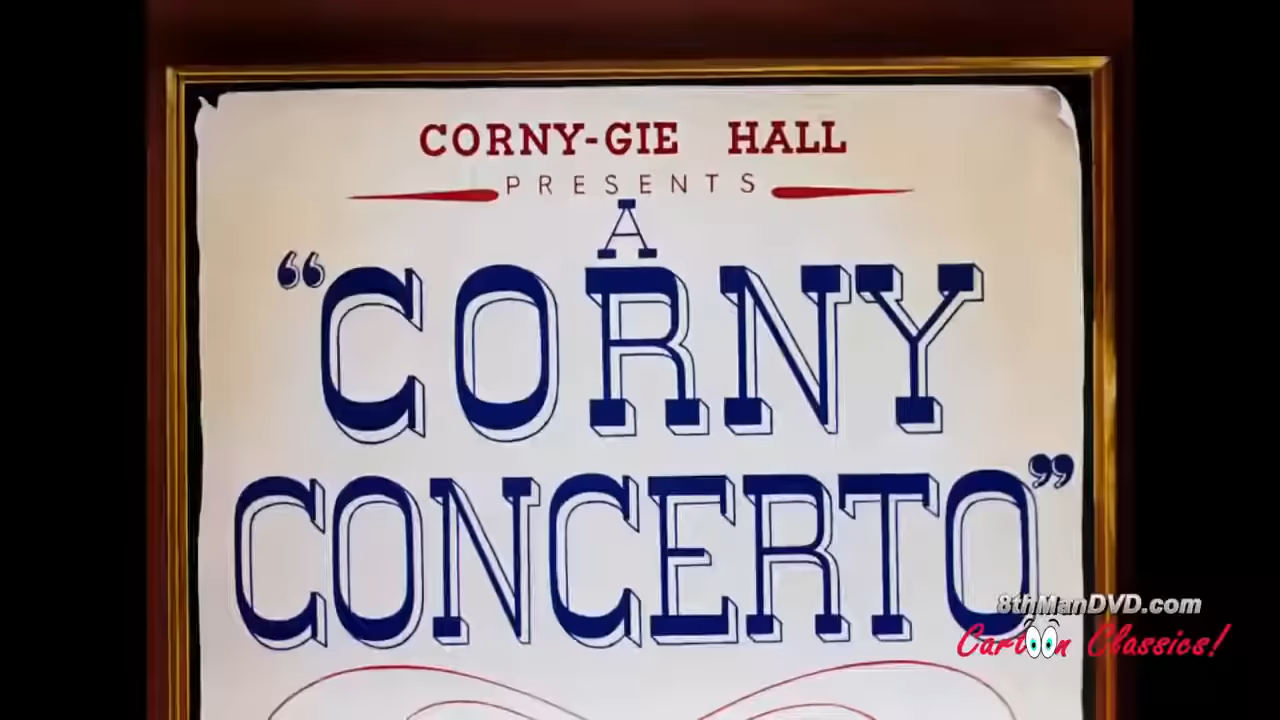 CORNY-GIE HALL
PRESENTS
A
“CORNY
CONCERTO”
8thManDVD.com
Cartoon Classics!